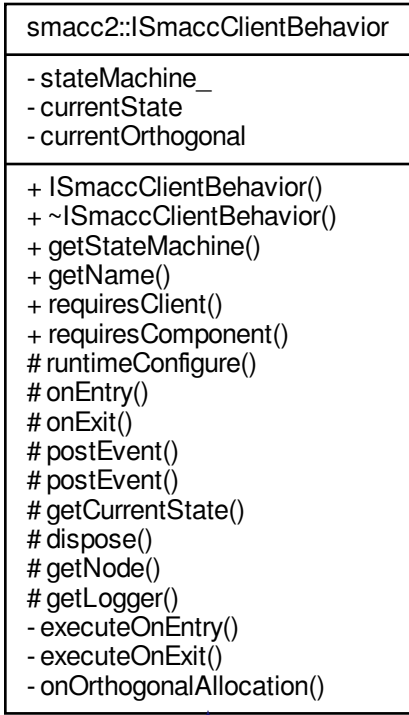 smacc2::ISmaccClientBehavior
- stateMachine_
- currentState
- currentOrthogonal
+ ISmaccClientBehavior()
+ ~ISmaccClientBehavior()
+ getStateMachine()
+ getName()
+ requiresClient()
+ requiresComponent()
# runtimeConfigure()
# onEntry()
# onExit()
# postEvent()
# postEvent()
# getCurrentState()
# dispose()
# getNode()
# getLogger()
- executeOnEntry()
- executeOnExit()
- onOrthogonalAllocation()